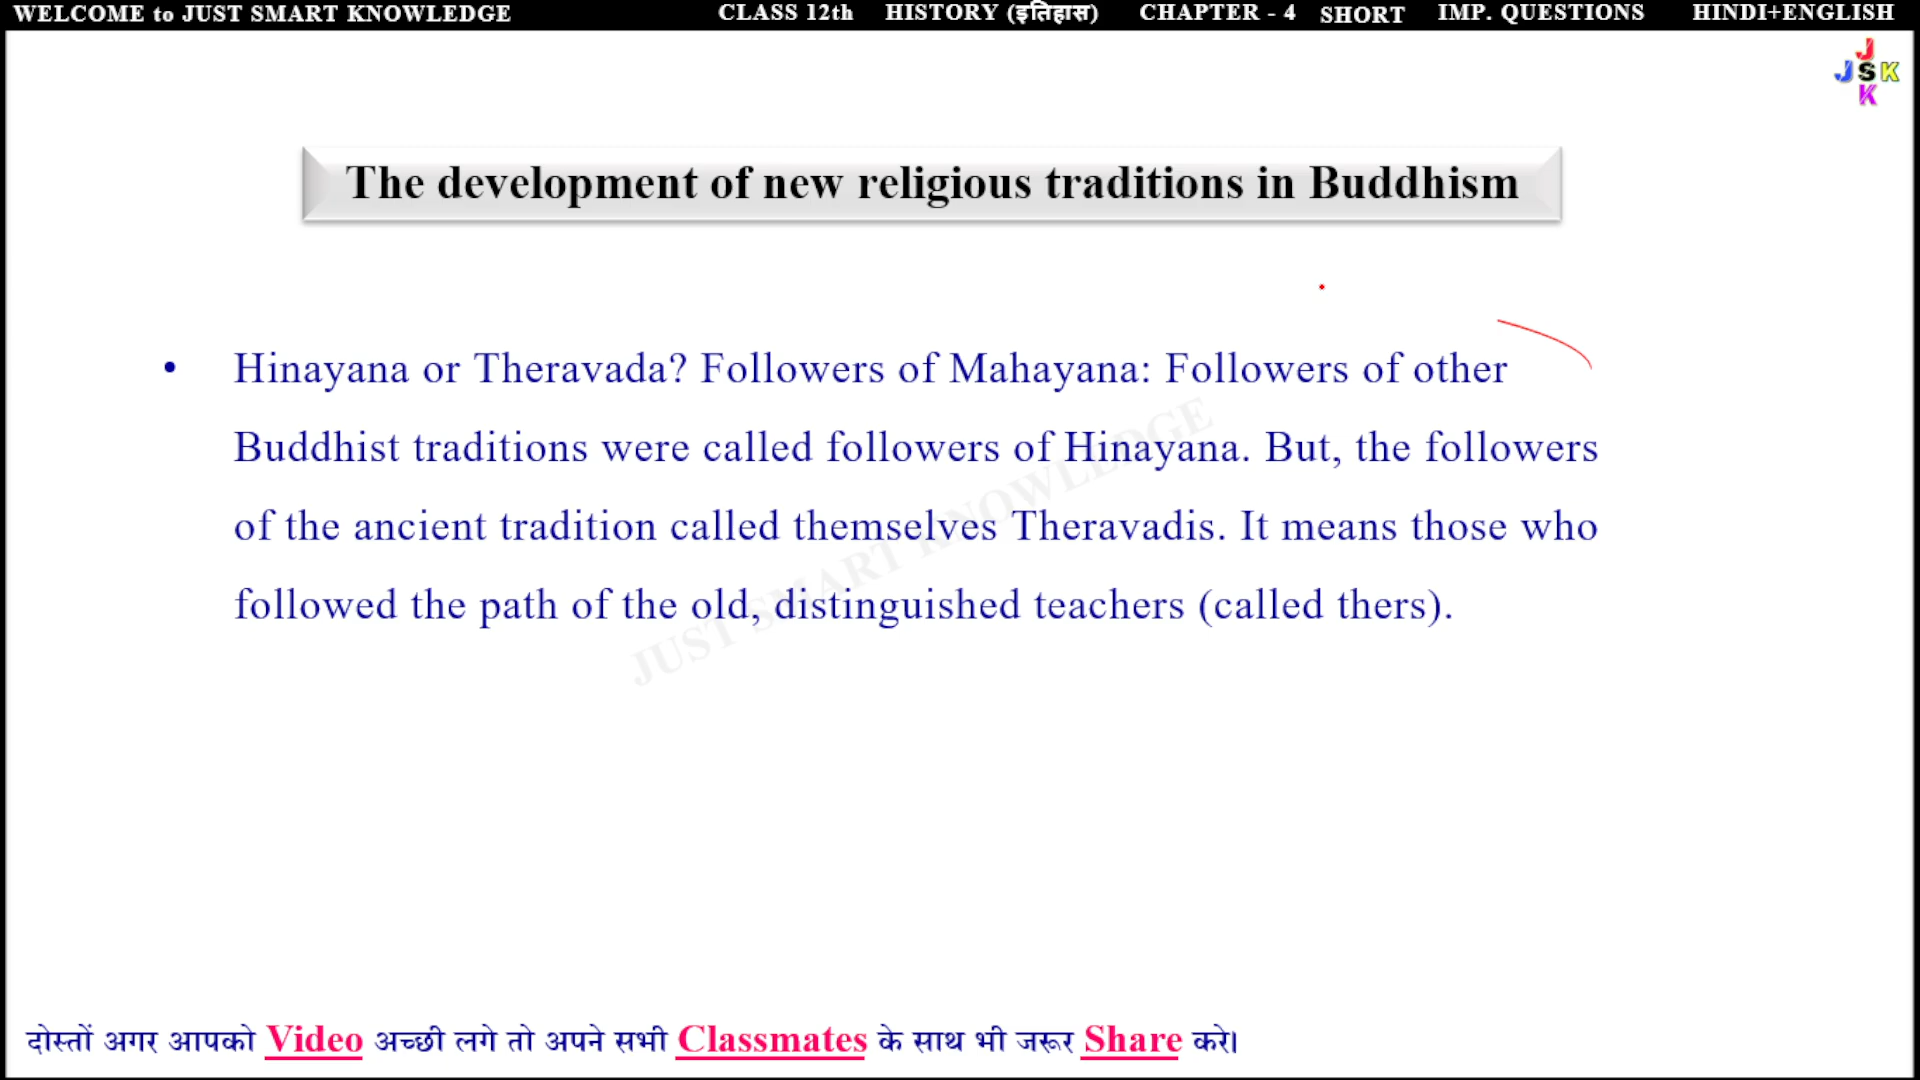 WELCOME to JUST SMART KNOWLEDGE CLASS 12th HISTORY (इतिहास) CHAPTER - 4 SHORT IMP. QUESTIONS HINDI+ENGLISH
J
JSK
K
The development of new religious traditions in Buddhism
• Hinayana or Theravada? Followers of Mahayana: Followers of other
Buddhist traditions were called followers of Hinayana. But, the followers
of the ancient tradition called themselves Theravadis. It means those who
followed the path of the old, distinguished teachers (called thers).
JUST SMART KNOWLEDGE
दोस्तों अगर आपको Video अच्छी लगे तो अपने सभी Classmates के साथ भी जरूर Share करे।